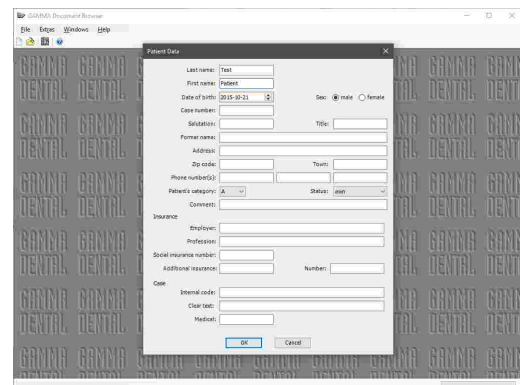 GAMMA Document Browser
File Extras Windows Help
Patient Data
Last name: Test
First name: Patient
Date of birth: 2015-10-21 Sex: male female
Case number:
Salutation: Title:
Former name:
Address:
Zip code: Town:
Phone number(s):
Patient's category: A Status: own
Comment:
Insurance
Employer:
Profession:
Social insurance number:
Additional insurance: Number:
Case
Internal code:
Clear text:
Medical:
OK Cancel
GAMMA DENTAL